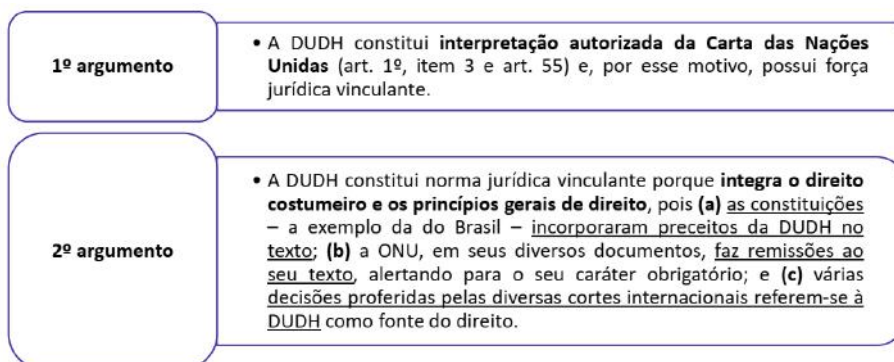 1º argumento
• A DUDH constitui interpretação autorizada da Carta das Nações
Unidas (art. 1º, item 3 e art. 55) e, por esse motivo, possui força
jurídica vinculante.
2º argumento
• A DUDH constitui norma jurídica vinculante porque integra o direito
costumeiro e os princípios gerais de direito, pois (a) as constituições
– a exemplo da do Brasil – incorporaram preceitos da DUDH no
texto; (b) a ONU, em seus diversos documentos, faz remissões ao
seu texto, alertando para o seu caráter obrigatório; e (c) várias
decisões proferidas pelas diversas cortes internacionais referem-se à
DUDH como fonte do direito.